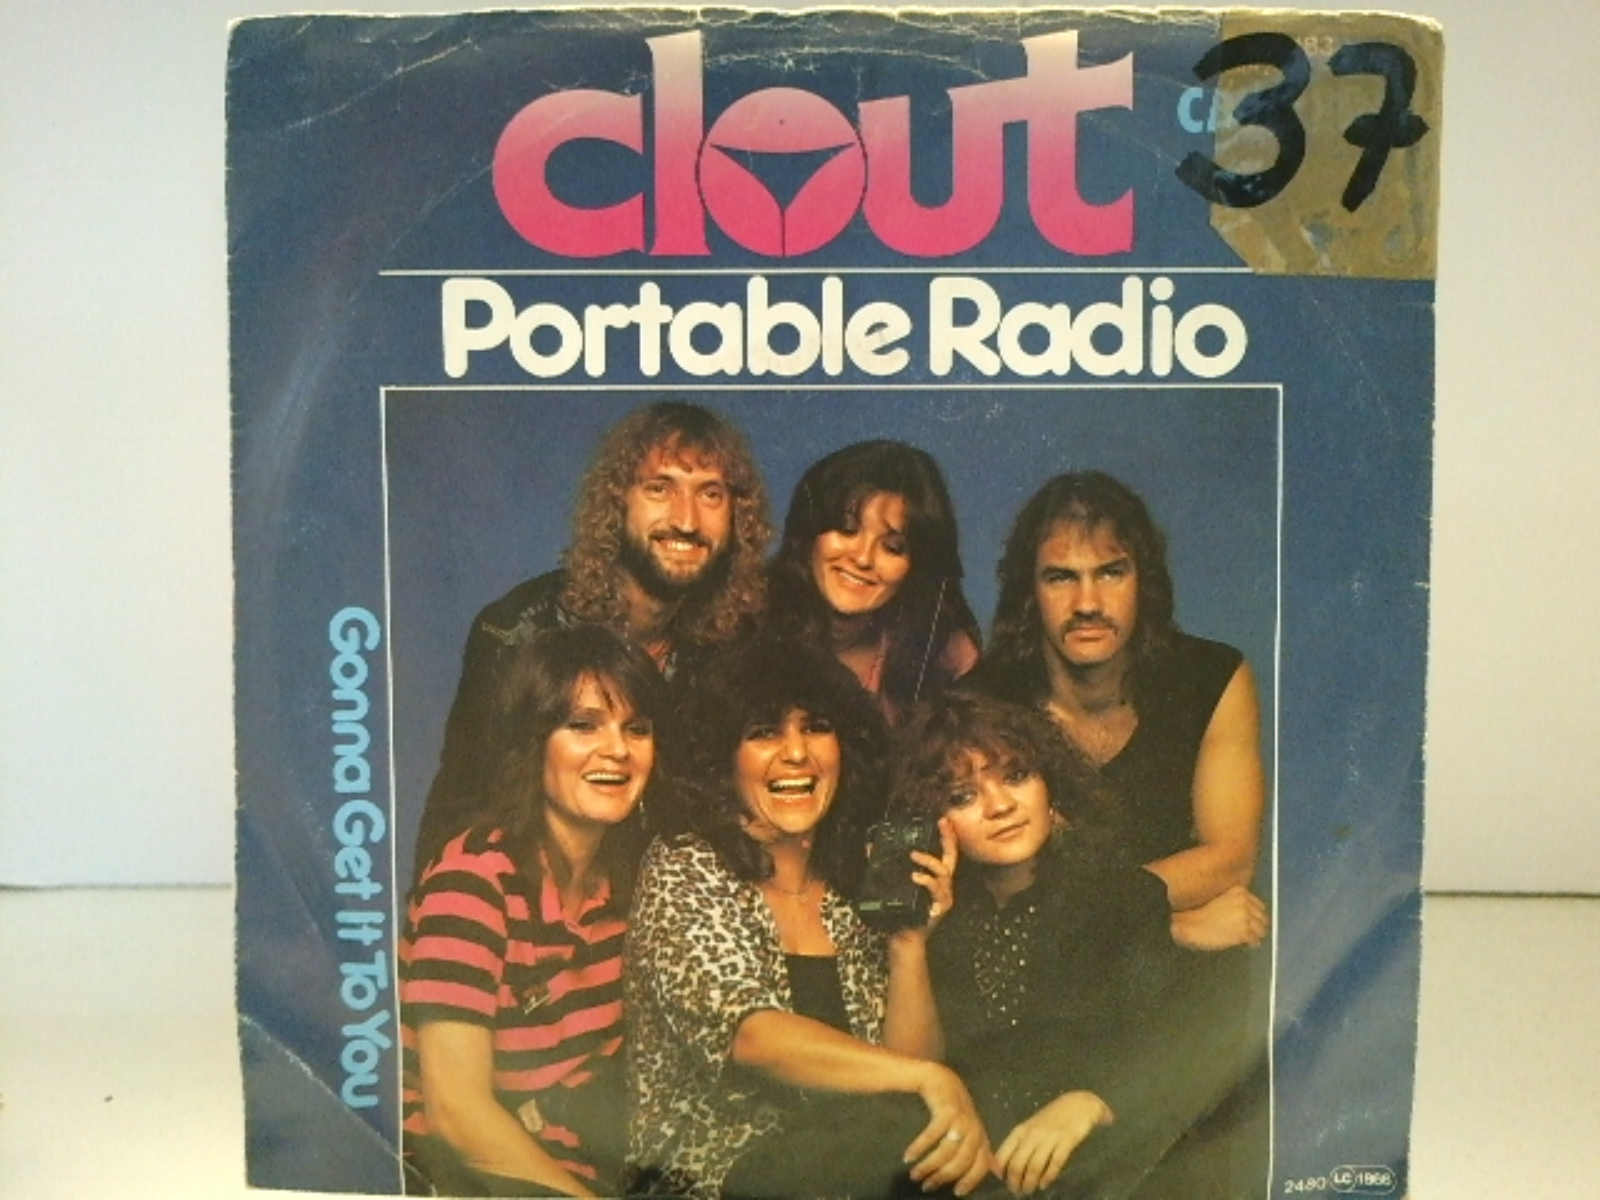 clout
37
Portable Radio
Gonna Get It To You
2480 LC 1866